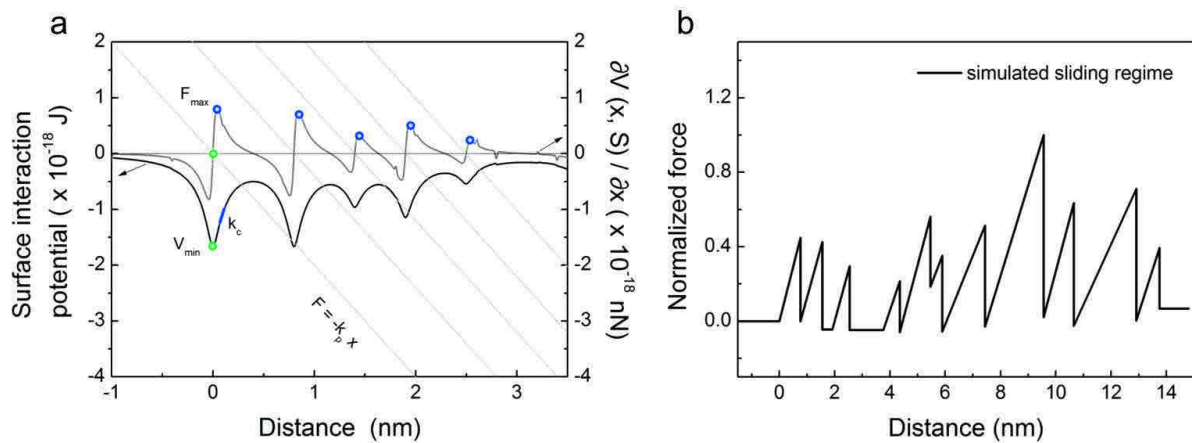 a
2
1
0
-1
-2
-3
-4
2
1
0
-1
-2
-3
-4
-1
0
1
2
3
Surface interaction
potential ( x 10⁻¹⁸ J)
∂V (x, S) / ∂x ( x 10⁻¹⁸ nN)
Distance (nm)
F_max
V_min
k_c
F = -k_p x
b
simulated sliding regime
1.2
0.8
0.4
0.0
0
2
4
6
8
10
12
14
Normalized force
Distance (nm)